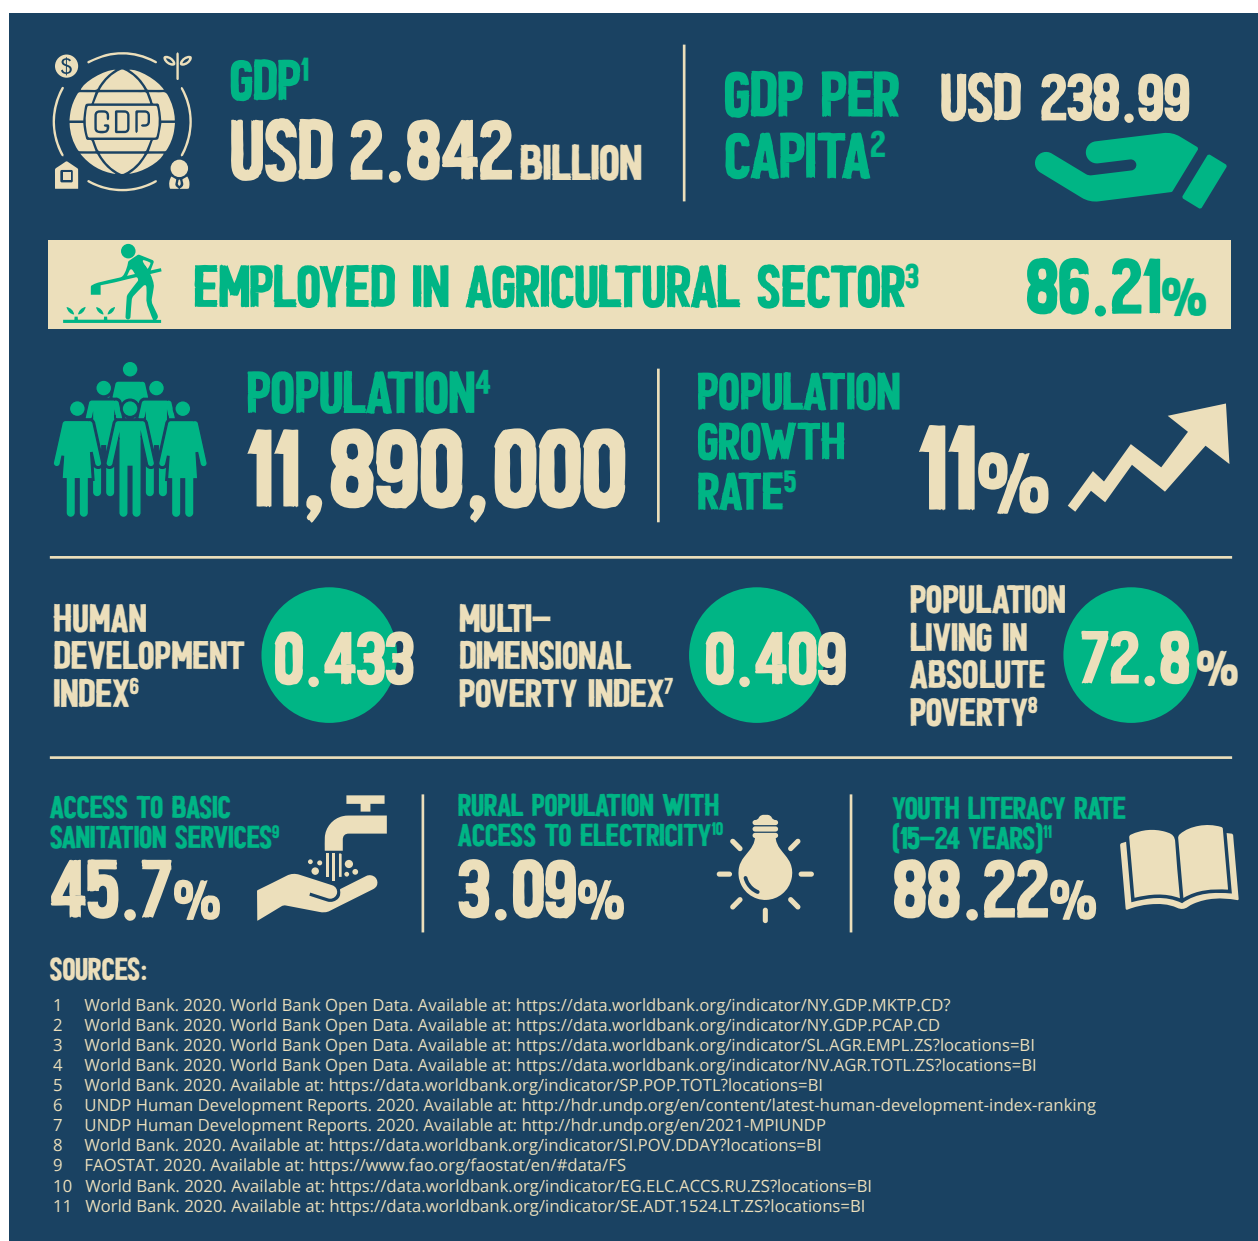 $
GDP
GDP¹
USD 2.842 BILLION
GDP PER
CAPITA²
USD 238.99
EMPLOYED IN AGRICULTURAL SECTOR³
86.21%
POPULATION⁴
11,890,000
POPULATION
GROWTH
RATE⁵
11%
HUMAN
DEVELOPMENT
INDEX⁶
0.433
MULTI–
DIMENSIONAL
POVERTY INDEX⁷
0.409
POPULATION
LIVING IN
ABSOLUTE
POVERTY⁸
72.8%
ACCESS TO BASIC
SANITATION SERVICES⁹
45.7%
RURAL POPULATION WITH
ACCESS TO ELECTRICITY¹⁰
3.09%
YOUTH LITERACY RATE
(15–24 YEARS)¹¹
88.22%
SOURCES:
1 World Bank. 2020. World Bank Open Data. Available at: https://data.worldbank.org/indicator/NY.GDP.MKTP.CD?
2 World Bank. 2020. World Bank Open Data. Available at: https://data.worldbank.org/indicator/NY.GDP.PCAP.CD
3 World Bank. 2020. World Bank Open Data. Available at: https://data.worldbank.org/indicator/SL.AGR.EMPL.ZS?locations=BI
4 World Bank. 2020. World Bank Open Data. Available at: https://data.worldbank.org/indicator/NV.AGR.TOTL.ZS?locations=BI
5 World Bank. 2020. Available at: https://data.worldbank.org/indicator/SP.POP.TOTL?locations=BI
6 UNDP Human Development Reports. 2020. Available at: http://hdr.undp.org/en/content/latest-human-development-index-ranking
7 UNDP Human Development Reports. 2020. Available at: http://hdr.undp.org/en/2021-MPIUNDP
8 World Bank. 2020. Available at: https://data.worldbank.org/indicator/SI.POV.DDAY?locations=BI
9 FAOSTAT. 2020. Available at: https://www.fao.org/faostat/en/#data/FS
10 World Bank. 2020. Available at: https://data.worldbank.org/indicator/EG.ELC.ACCS.RU.ZS?locations=BI
11 World Bank. 2020. Available at: https://data.worldbank.org/indicator/SE.ADT.1524.LT.ZS?locations=BI